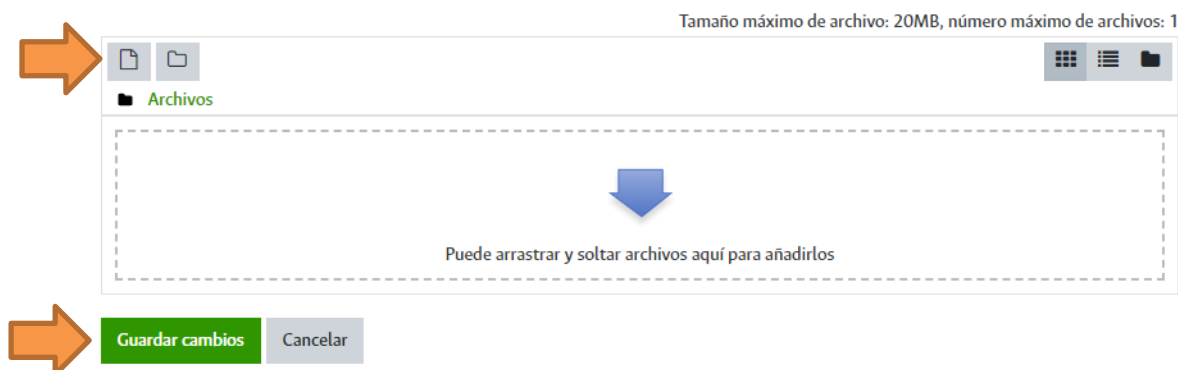 Tamaño máximo de archivo: 20MB, número máximo de archivos: 1
Archivos
Puede arrastrar y soltar archivos aquí para añadirlos
Guardar cambios Cancelar